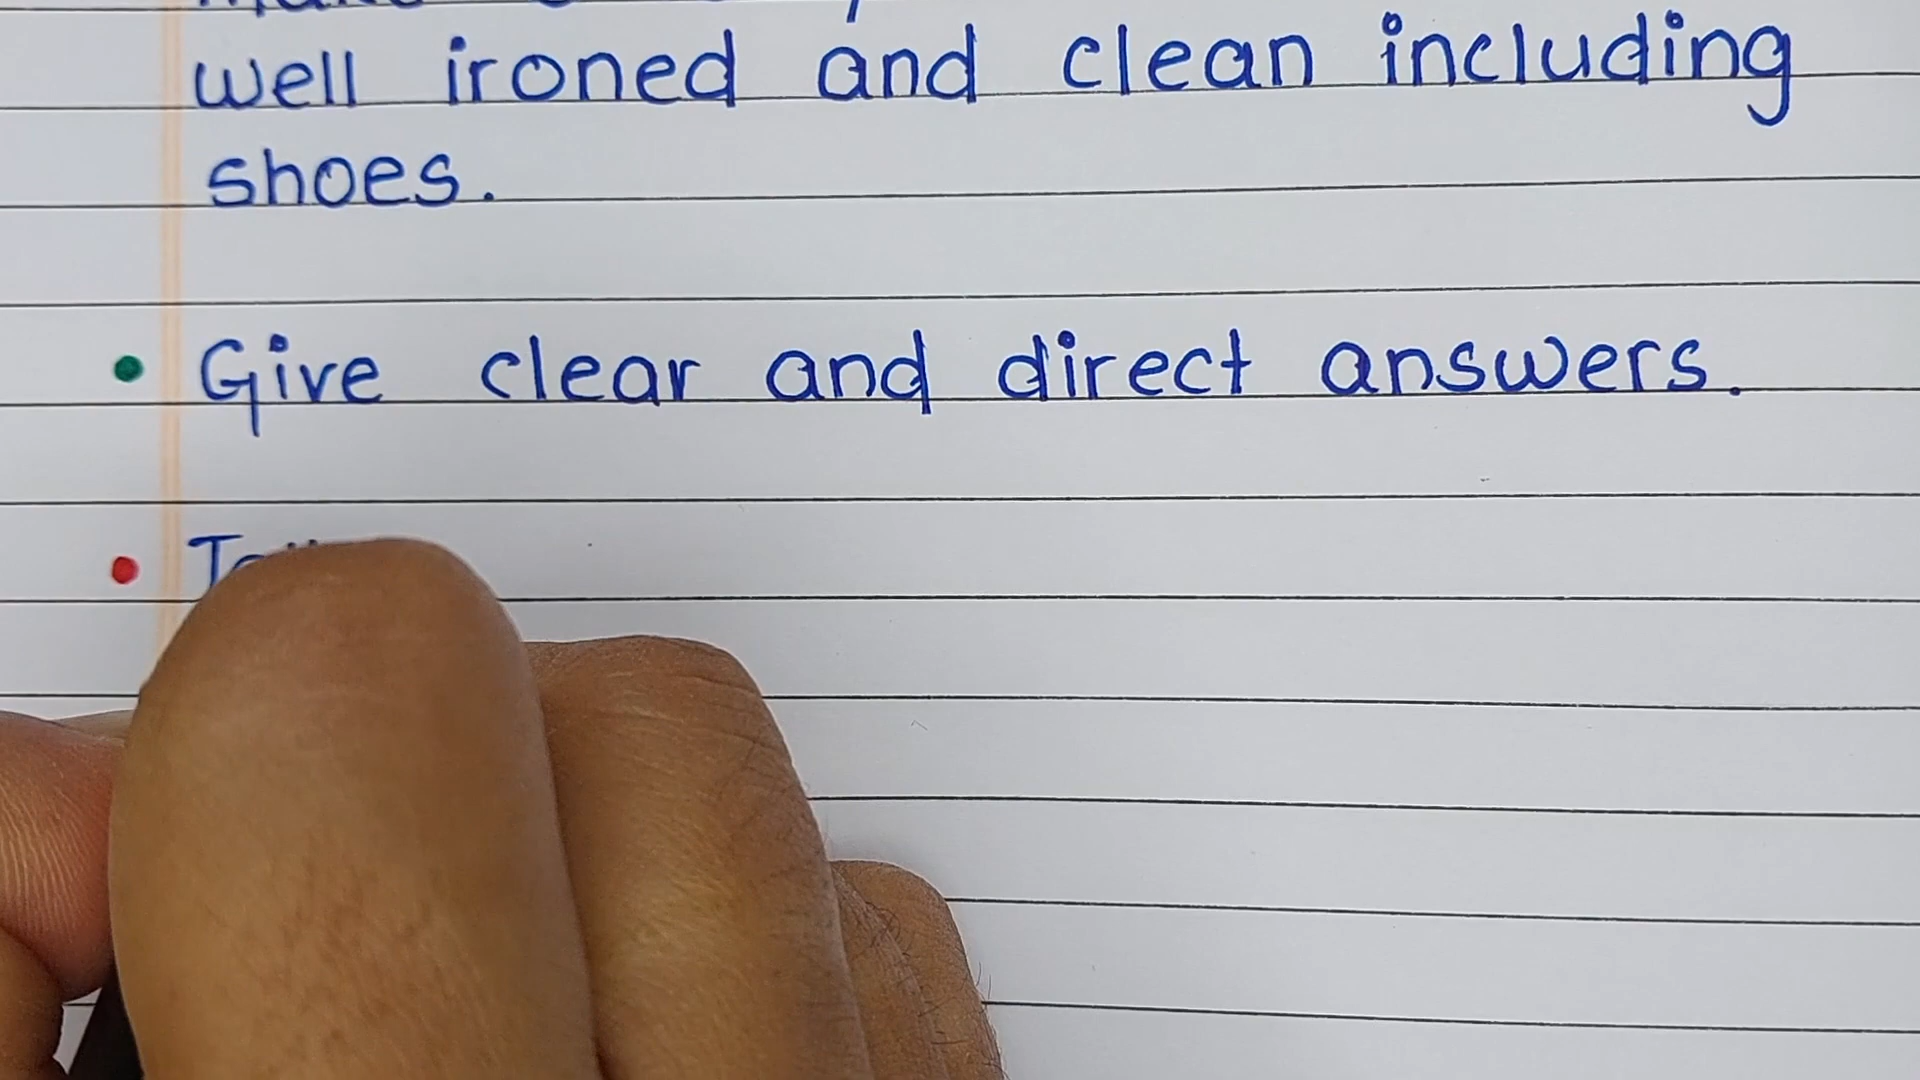 well ironed and clean including
shoes.
• Give clear and direct answers.